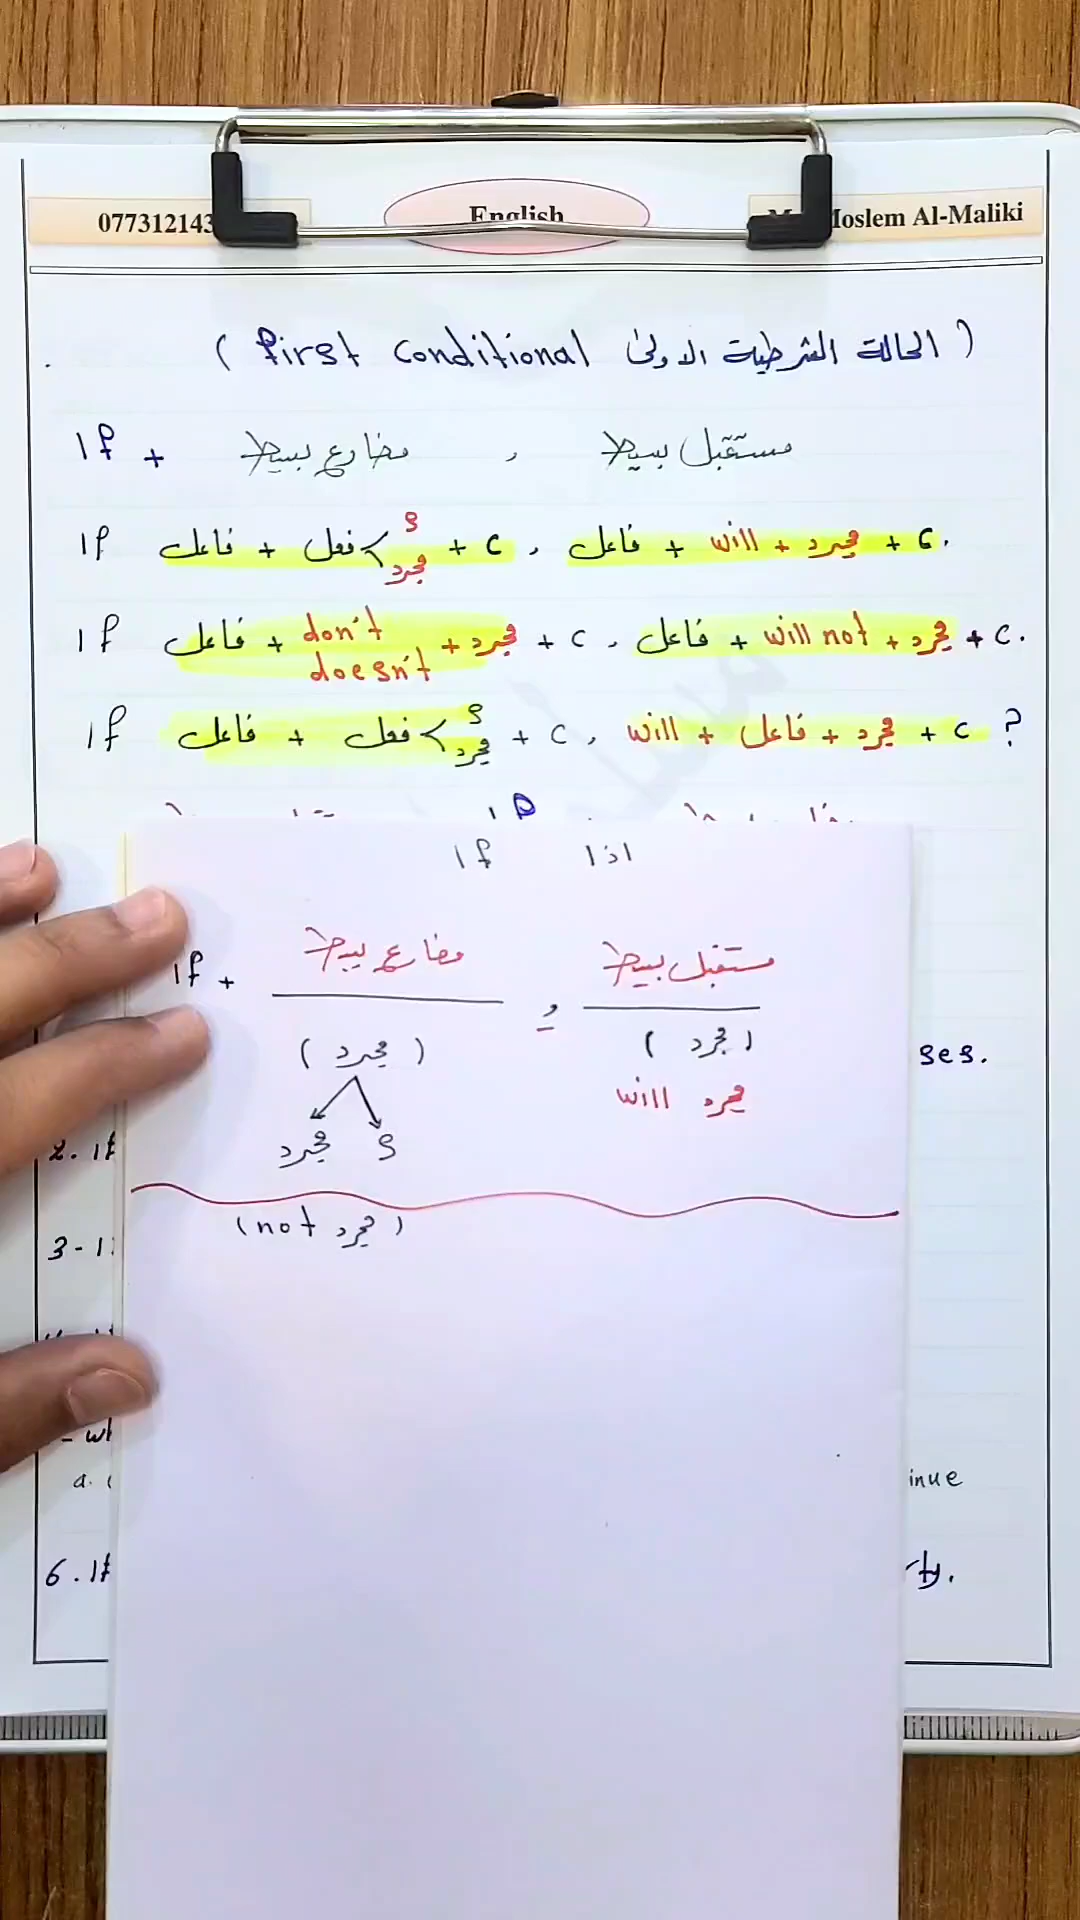 077312143 English Moslem Al-Maliki
( first conditional الحالة الشرطية الاولى )
If + مضارع بسيط , مستقبل بسيط
If فاعل + فعل < s مجرد + c , فاعل + will + مجرد + c.
If فاعل + don't doesn't + مجرد + c , فاعل + will not + مجرد + c.
If فاعل + فعل < s مجرد + c , will + فاعل + مجرد + c ?
If اذا
If + مضارع بسيط , مستقبل بسيط
( مجرد ) ( مجرد )
will مجرد
مجرد s
(not مجرد)
ses.
2. If
3-
inue
a.
6. If